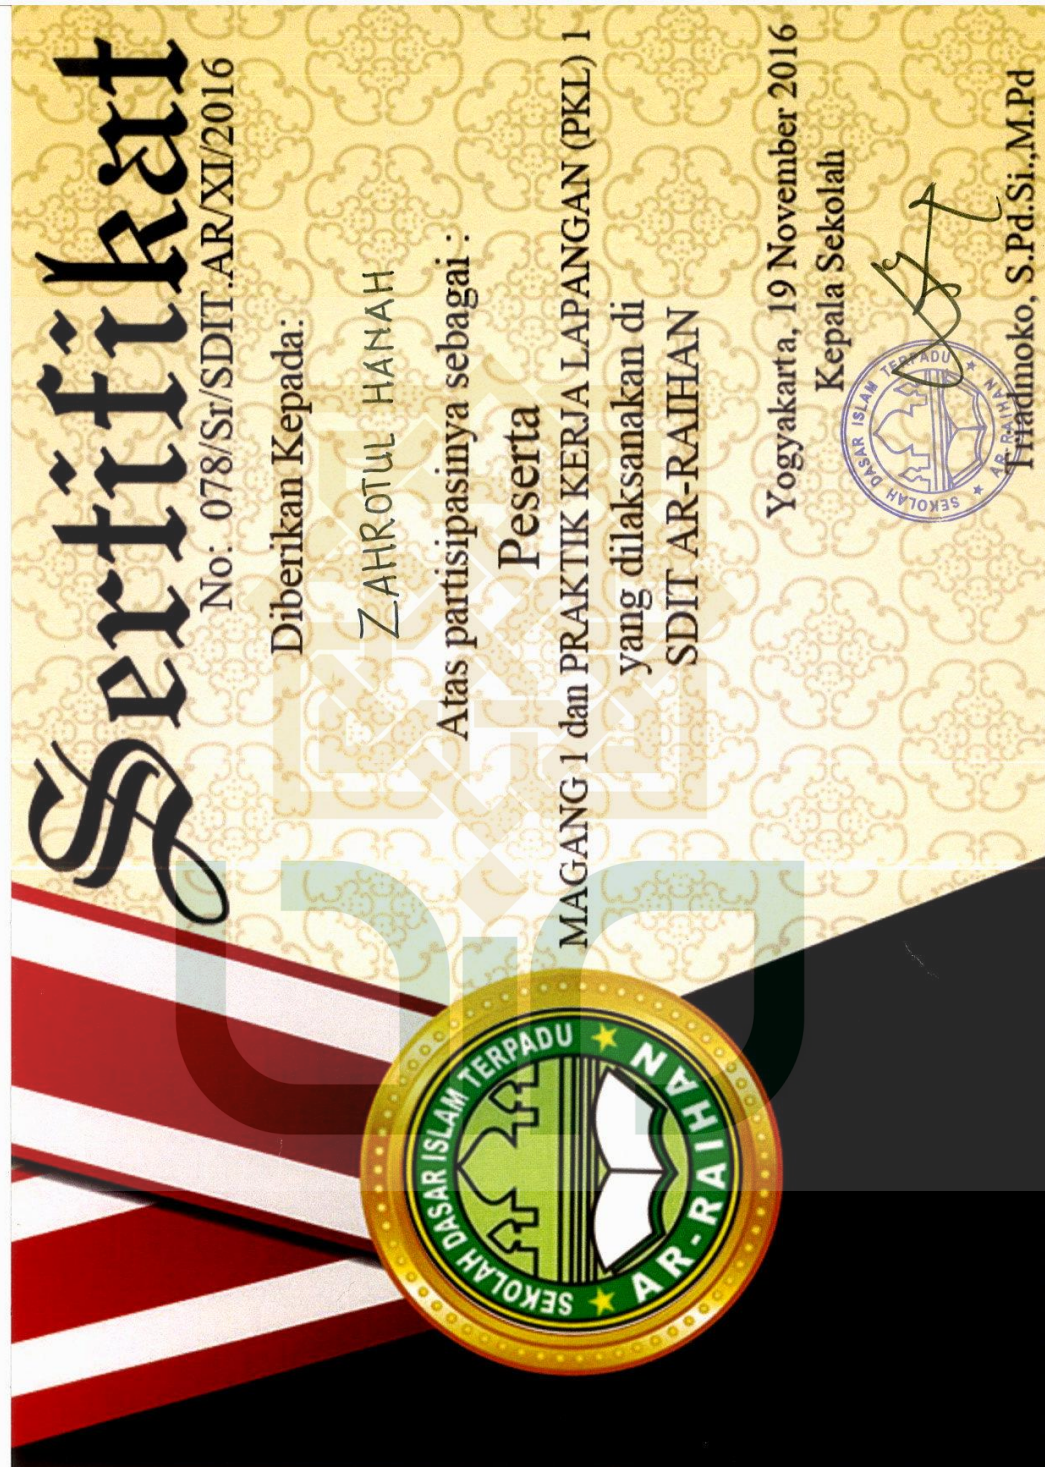 Sertifikat
No: 078/Sr/SDIT.AR/XI/2016
Diberikan Kepada:
ZAHROTUL HANAH
Atas partisipasinya sebagai :
Peserta
MAGANG 1 dan PRAKTIK KERJA LAPANGAN (PKL) 1
yang dilaksanakan di
SDIT AR-RAIHAN
Yogyakarta, 19 November 2016
Kepala Sekolah
SEKOLAH DASAR ISLAM TERPADU
AR-RAIHAN
Triadmoko, S.Pd.Si.,M.Pd
SEKOLAH DASAR ISLAM TERPADU
AR-RAIHAN